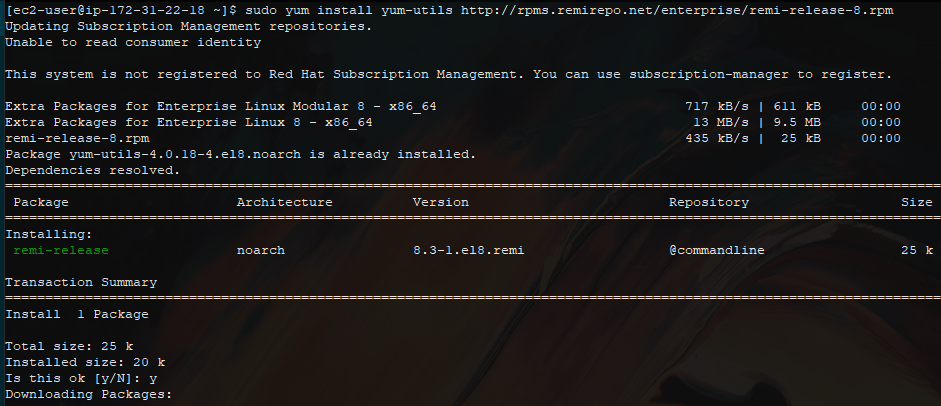 [ec2-user@ip-172-31-22-18 ~]$ sudo yum install yum-utils http://rpms.remirepo.net/enterprise/remi-release-8.rpm
Updating Subscription Management repositories.
Unable to read consumer identity
This system is not registered to Red Hat Subscription Management. You can use subscription-manager to register.
Extra Packages for Enterprise Linux Modular 8 - x86_64 717 kB/s | 611 kB 00:00
Extra Packages for Enterprise Linux 8 - x86_64 13 MB/s | 9.5 MB 00:00
remi-release-8.rpm 435 kB/s | 25 kB 00:00
Package yum-utils-4.0.18-4.el8.noarch is already installed.
Dependencies resolved.
Package Architecture Version Repository Size
Installing:
remi-release noarch 8.3-1.el8.remi @commandline 25 k
Transaction Summary
Install 1 Package
Total size: 25 k
Installed size: 20 k
Is this ok [y/N]: y
Downloading Packages: